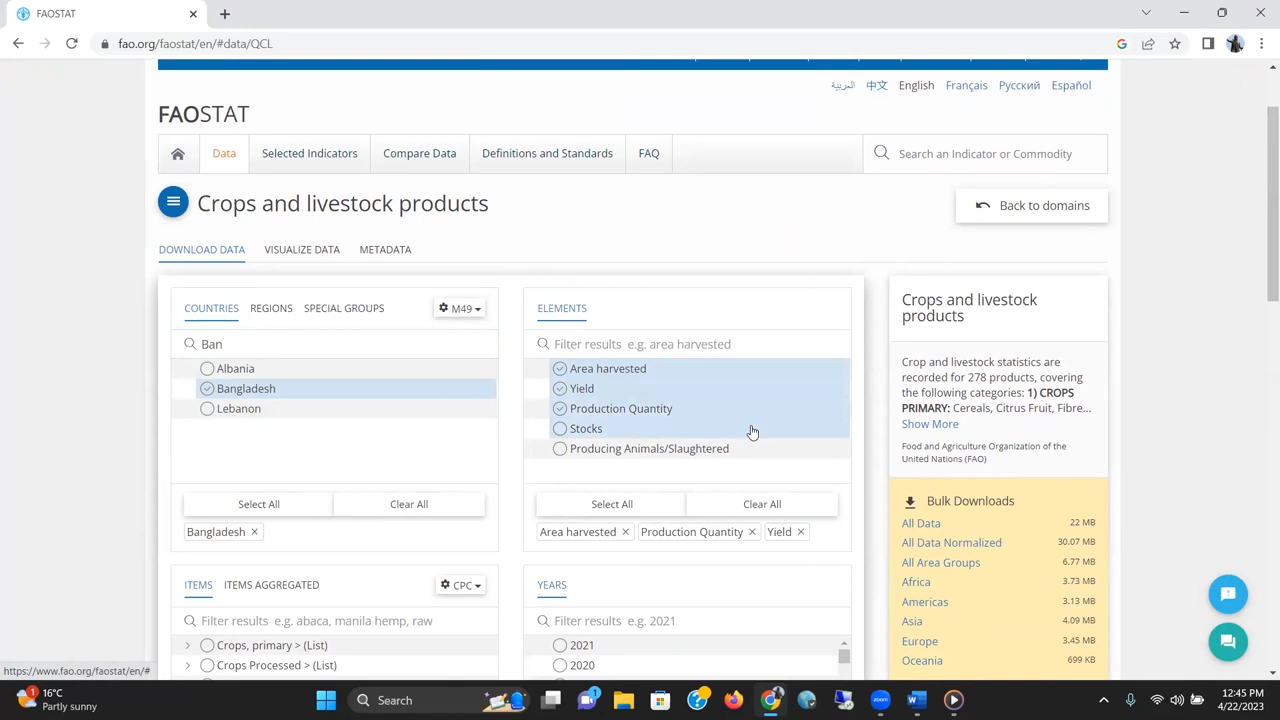 FAOSTAT
fao.org/faostat/en/#data/QCL
العربية 中文 English Français Русский Español
FAOSTAT
Data Selected Indicators Compare Data Definitions and Standards FAQ Search an Indicator or Commodity
Crops and livestock products
Back to domains
DOWNLOAD DATA VISUALIZE DATA METADATA
COUNTRIES REGIONS SPECIAL GROUPS M49
Ban
Albania
Bangladesh
Lebanon
Select All Clear All
Bangladesh ×
ELEMENTS
Filter results e.g. area harvested
Area harvested
Yield
Production Quantity
Stocks
Producing Animals/Slaughtered
Select All Clear All
Area harvested × Production Quantity × Yield ×
ITEMS ITEMS AGGREGATED CPC
Filter results e.g. abaca, manila hemp, raw
Crops, primary > (List)
Crops Processed > (List)
YEARS
Filter results e.g. 2021
2021
2020
Crops and livestock
products
Crop and livestock statistics are
recorded for 278 products, covering
the following categories: 1) CROPS
PRIMARY: Cereals, Citrus Fruit, Fibre...
Show More
Food and Agriculture Organization of the
United Nations (FAO)
Bulk Downloads
All Data 22 MB
All Data Normalized 30.07 MB
All Area Groups 6.77 MB
Africa 3.73 MB
Americas 3.13 MB
Asia 4.09 MB
Europe 3.45 MB
Oceania 699 KB
https://www.fao.org/faostat/en/#
1
16°C
Partly sunny
Search
1
zoom
12:45 PM
4/22/2023